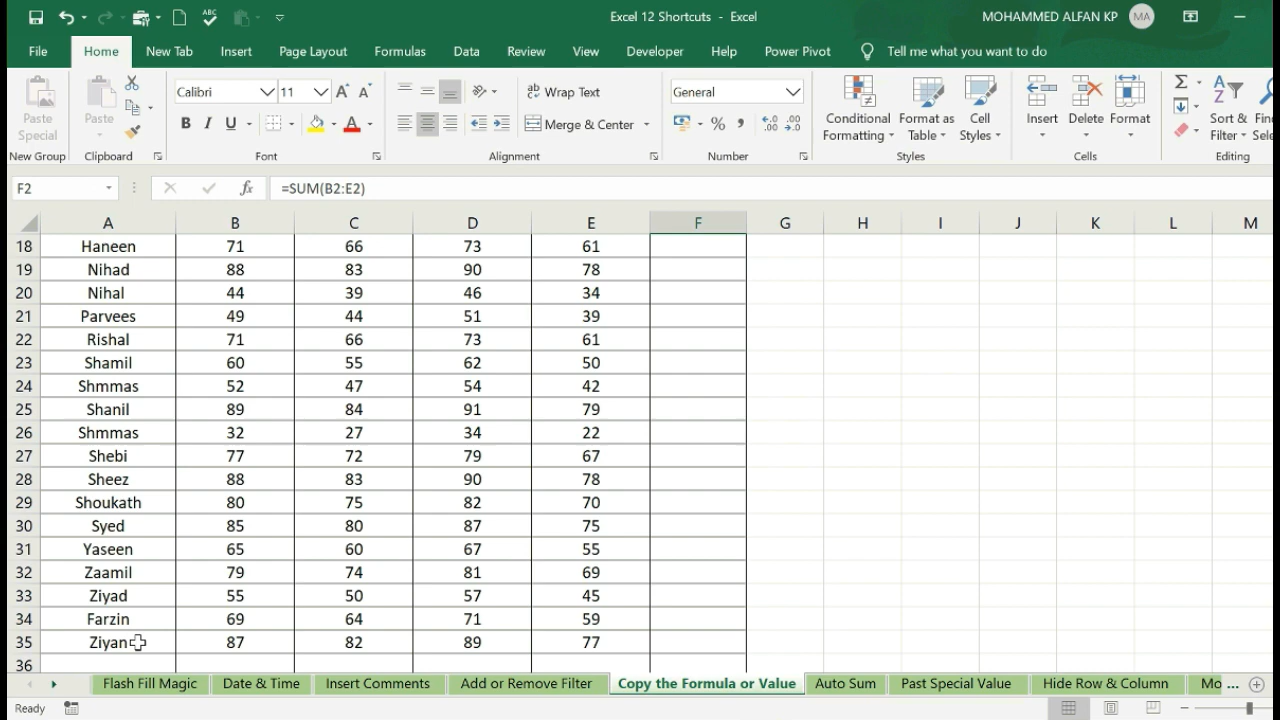 Excel 12 Shortcuts - Excel
MOHAMMED ALFAN KP MA
File Home New Tab Insert Page Layout Formulas Data Review View Developer Help Power Pivot Tell me what you want to do
Calibri 11 Wrap Text General
Paste Special Paste B I U Merge & Center % Conditional Formatting Format as Table Cell Styles Insert Delete Format Sort & Filter
New Group Clipboard Font Alignment Number Styles Cells Editing
F2 fx =SUM(B2:E2)
A B C D E F G H I J K L M
18 Haneen 71 66 73 61
19 Nihad 88 83 90 78
20 Nihal 44 39 46 34
21 Parvees 49 44 51 39
22 Rishal 71 66 73 61
23 Shamil 60 55 62 50
24 Shmmas 52 47 54 42
25 Shanil 89 84 91 79
26 Shmmas 32 27 34 22
27 Shebi 77 72 79 67
28 Sheez 88 83 90 78
29 Shoukath 80 75 82 70
30 Syed 85 80 87 75
31 Yaseen 65 60 67 55
32 Zaamil 79 74 81 69
33 Ziyad 55 50 57 45
34 Farzin 69 64 71 59
35 Ziyan 87 82 89 77
36
Flash Fill Magic Date & Time Insert Comments Add or Remove Filter Copy the Formula or Value Auto Sum Past Special Value Hide Row & Column Mo ...
Ready